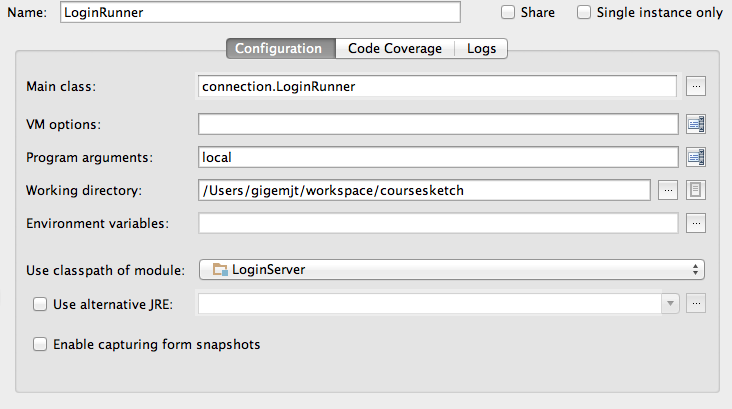 Name: LoginRunner Share Single instance only
Configuration Code Coverage Logs
Main class: connection.LoginRunner ...
VM options:
Program arguments: local
Working directory: /Users/gigemjt/workspace/coursesketch ...
Environment variables: ...
Use classpath of module: LoginServer
Use alternative JRE: ...
Enable capturing form snapshots